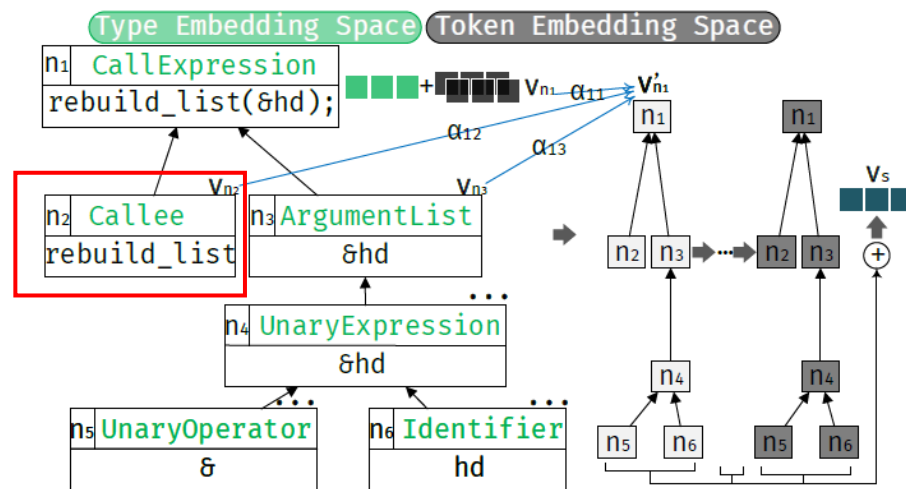 Type Embedding Space
Token Embedding Space
n1 CallExpression
rebuild_list(&hd);
+
Vn1
α11
V'n1
α12
α13
Vn2
Vn3
n2 Callee
rebuild_list
n3 ArgumentList
&hd
...
n4 UnaryExpression
&hd
...
n5 UnaryOperator
&
...
n6 Identifier
hd
n1
n2
n3
n4
n5
n6
...
n1
n2
n3
n4
n5
n6
Vs
+